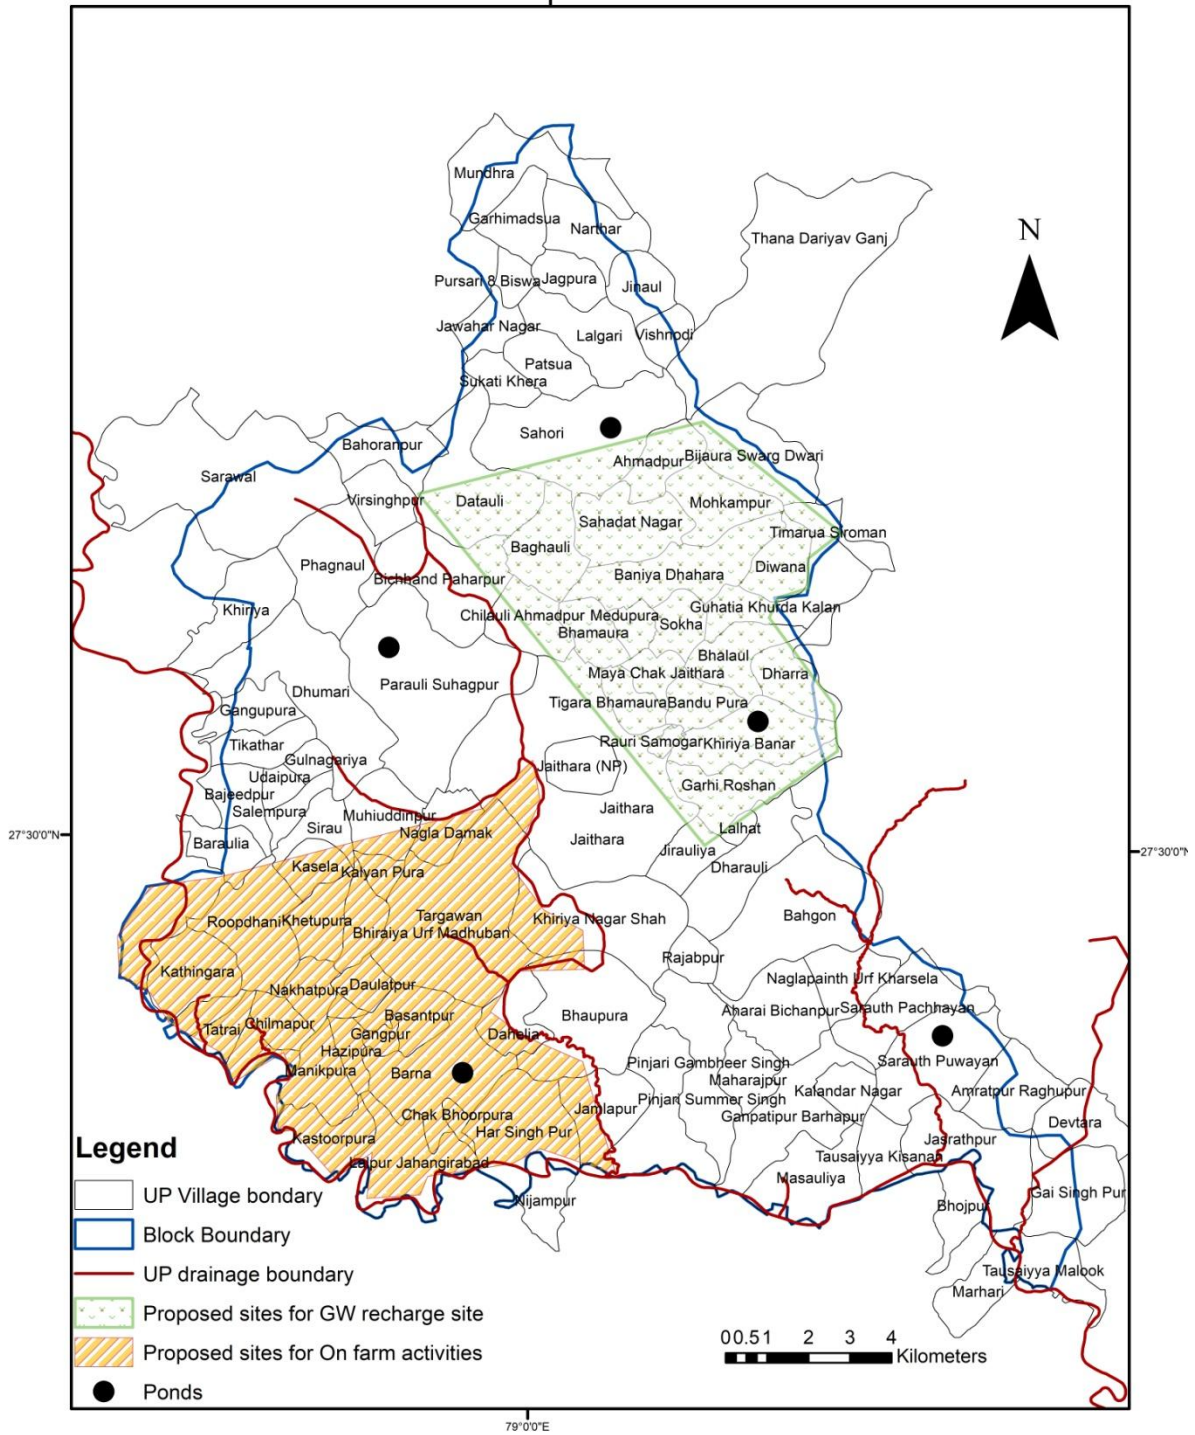 Mundhra
Garhimadsua
Narthar
Thana Dariyav Ganj
N
Pursari 8 Biswa
Jagpura
Jinaul
Jawahar Nagar
Lalgari
Vishnodi
Patsua
Sukati Khera
Sahori
Bahoranpur
Ahmadpur
Bijaura Swarg Dwari
Sarawal
Virsinghpur
Datauli
Mohkampur
Sahadat Nagar
Timarua Siroman
Baghauli
Phagnaul
Bichhand Paharpur
Baniya Dhahara
Diwana
Khiriya
Chilauli Ahmadpur Medupura
Guhatia Khurda Kalan
Bhamaura
Sokha
Bhalaul
Parauli Suhagpur
Maya Chak Jaithara
Dharra
Dhumari
Gangupura
Tigara Bhamaura
Bandu Pura
Tikathar
Rauri Samogar
Khiriya Banar
Gulnagariya
Udaipura
Jaithara (NP)
Bajeedpur
Garhi Roshan
Salempura
Muhiuddinpur
Jaithara
Sirau
Nagla Damak
Lalhat
27°30'0"N
Baraulia
Jaithara
Jirauliya
27°30'0"N
Kasela
Kalyan Pura
Dharauli
Roopdhani
Khetupura
Targawan
Khiriya Nagar Shah
Bahgon
Bhiraiya Urf Madhuban
Rajabpur
Kathingara
Naglapainth Urf Kharsela
Nakhatpura
Daulatpur
Aharai Bichanpur
Sarauth Pachhayan
Tatrai
Chilmapur
Basantpur
Bhaupura
Gangpur
Dahelia
Hazipura
Sarauth Puwayan
Manikpura
Barna
Pinjari Gambheer Singh
Maharajpur
Kalandar Nagar
Amratpur Raghupur
Pinjari Summer Singh
Chak Bhoorpura
Jamlapur
Ganpatipur Barhapur
Devtara
Kastoorpura
Har Singh Pur
Jasrathpur
Lalpur Jahangirabad
Tausaiyya Kisanan
Masauliya
Nijampur
Bhojpur
Gai Singh Pur
Tausaiyya Malook
Marhari
Legend
UP Village bondary
Block Boundary
UP drainage boundary
Proposed sites for GW recharge site
Proposed sites for On farm activities
Ponds
0 0.5 1 2 3 4
Kilometers
79°0'0"E